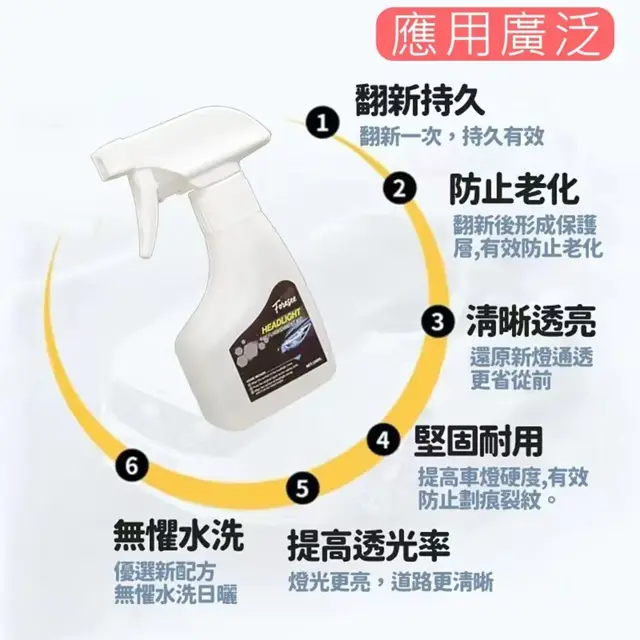 應用廣泛
1
翻新持久
翻新一次，持久有效
2
防止老化
翻新後形成保護
層,有效防止老化
3
清晰透亮
還原新燈通透
更省從前
4
堅固耐用
提高車燈硬度,有效
防止劃痕裂紋。
5
提高透光率
燈光更亮，道路更清晰
6
無懼水洗
優選新配方
無懼水洗日曬
Foresee
HEADLIGHT